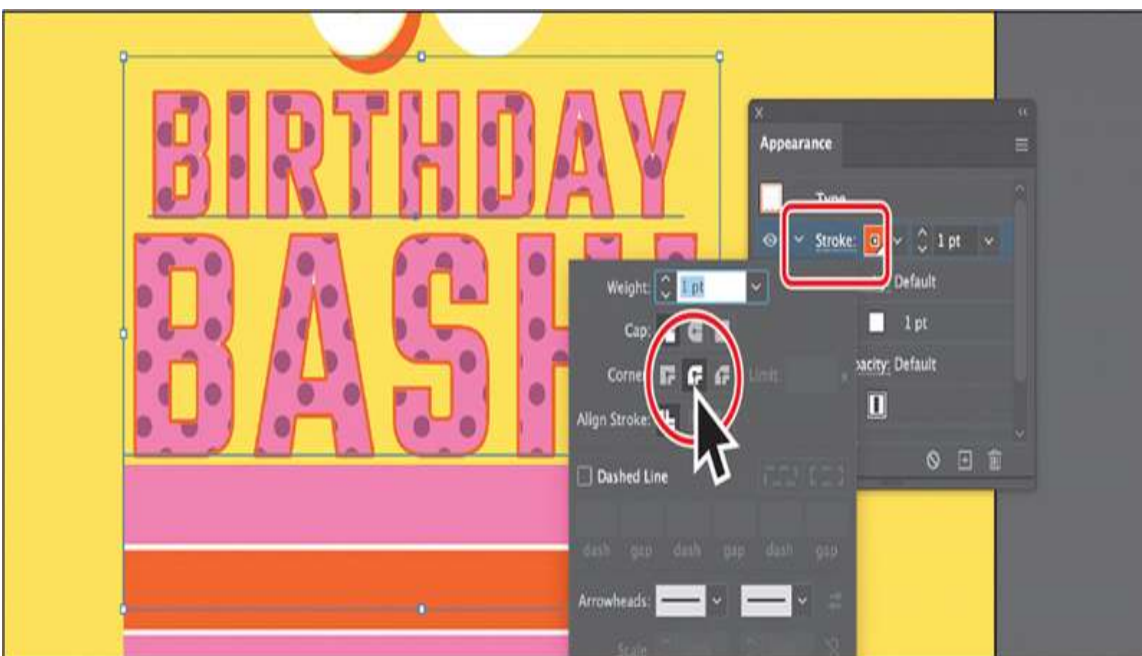 BIRTHDAY
BASH
Appearance
Type
Stroke: 1 pt
Default
1 pt
Default
Weight: 1 pt
Cap:
Corner: Limit:
Align Stroke:
Dashed Line
dash gap dash gap dash gap
Arrowheads:
Scale